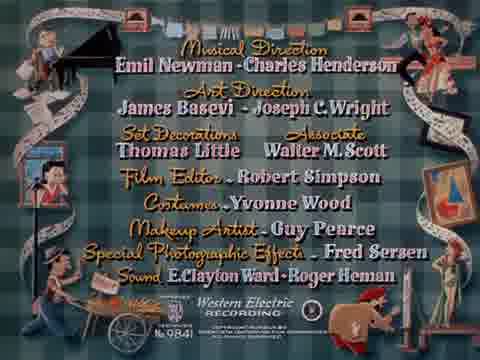 Musical Direction
Emil Newman - Charles Henderson
Art Direction
James Basevi - Joseph C. Wright
Set Decorations Associate
Thomas Little Walter M. Scott
Film Editor - Robert Simpson
Costumes - Yvonne Wood
Makeup Artist - Guy Pearce
Special Photographic Effects - Fred Sersen
Sound E. Clayton Ward - Roger Heman
Western Electric
RECORDING
No. 9841